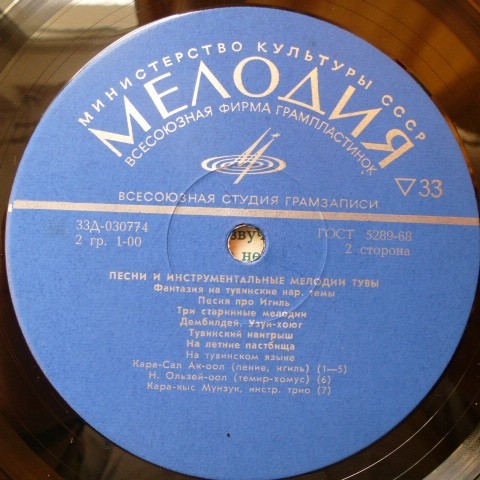 МИНИСТЕРСТВО КУЛЬТУРЫ СССР
МЕЛОДИЯ
ВСЕСОЮЗНАЯ ФИРМА ГРАМПЛАСТИНОК
▽33
ВСЕСОЮЗНАЯ СТУДИЯ ГРАМЗАПИСИ
33Д-030774
2 гр. 1-00
ГОСТ 5289-68
2 сторона
звуч
не
ПЕСНИ И ИНСТРУМЕНТАЛЬНЫЕ МЕЛОДИИ ТУВЫ
Фантазия на тувинские нар. темы
Песня про Игиль
Три старинные мелодии
Дембилдей. Узуй-хоюг
Тувинский наигрыш
На летние пастбища
На тувинском языке
Кара-Сал Ак-оол (пение, игиль) (1—5)
Н. Ользей-оол (темир-хомус) (6)
Кара-кыс Мунзук, инстр. трио (7)